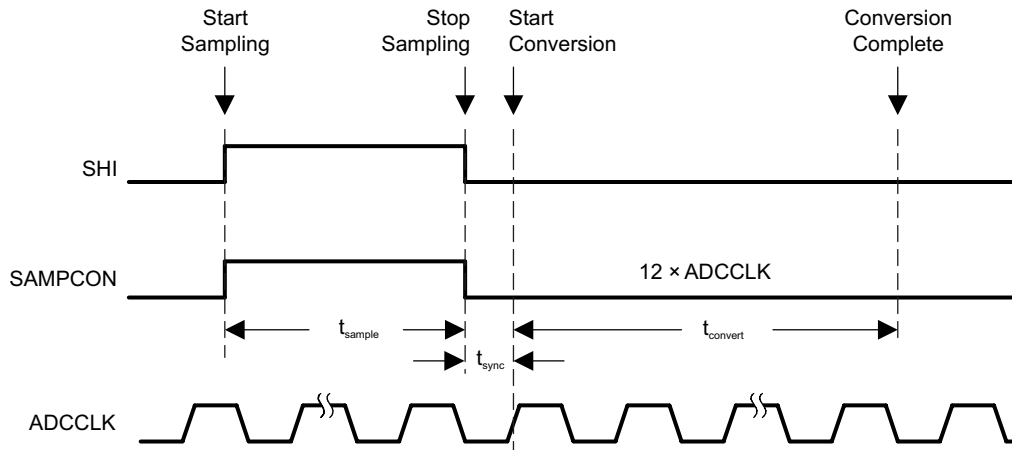 Start
Sampling
Stop
Sampling
Start
Conversion
Conversion
Complete
SHI
SAMPCON
12 × ADCCLK
tsample
tconvert
tsync
ADCCLK